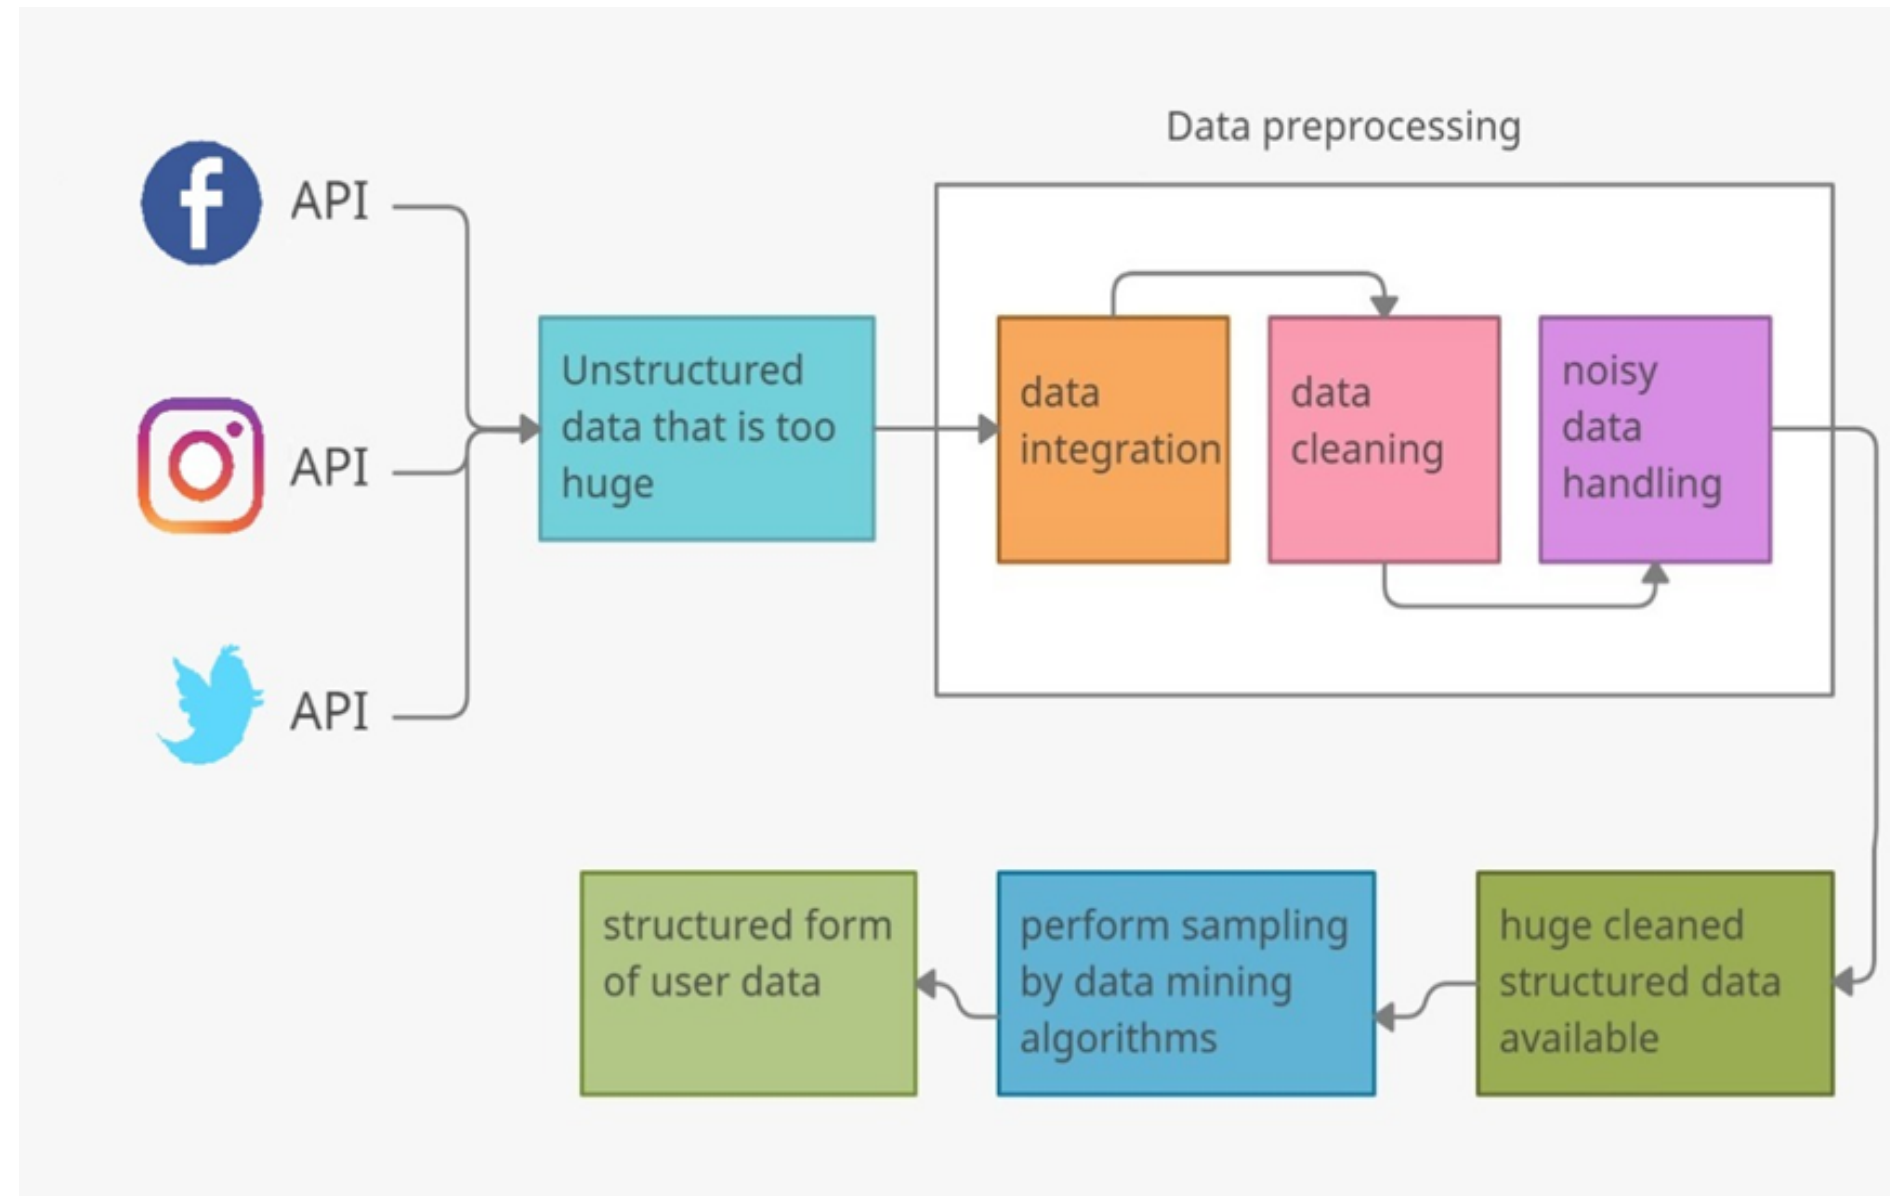 API
API
API
Unstructured
data that is too
huge
Data preprocessing
data
integration
data
cleaning
noisy
data
handling
huge cleaned
structured data
available
perform sampling
by data mining
algorithms
structured form
of user data